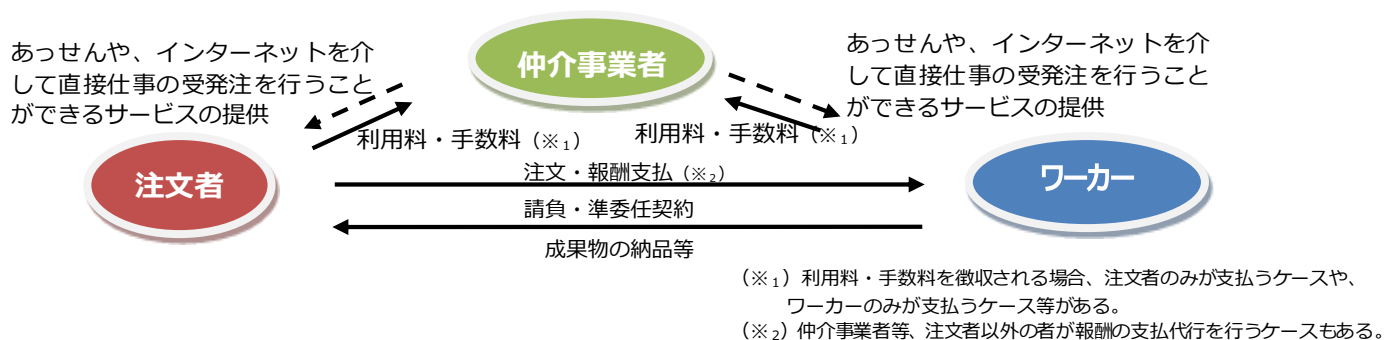 あっせんや、インターネットを介
して直接仕事の受発注を行うこと
ができるサービスの提供
仲介事業者
あっせんや、インターネットを介
して直接仕事の受発注を行うこと
ができるサービスの提供
利用料・手数料（※1）
利用料・手数料（※1）
注文者
注文・報酬支払（※2）
請負・準委任契約
成果物の納品等
ワーカー
（※1）利用料・手数料を徴収される場合、注文者のみが支払うケースや、
ワーカーのみが支払うケース等がある。
（※2）仲介事業者等、注文者以外の者が報酬の支払代行を行うケースもある。